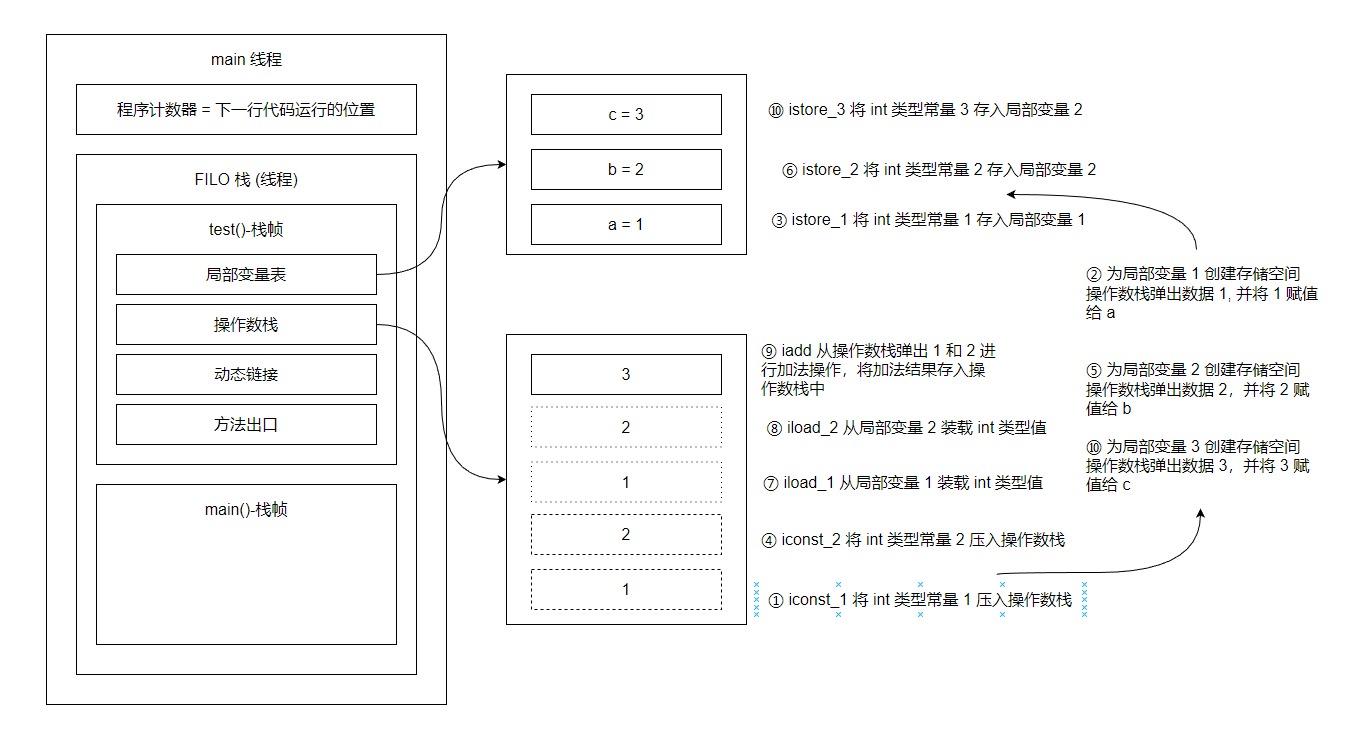 main 线程
程序计数器 = 下一行代码运行的位置
FILO 栈 (线程)
test()-栈帧
局部变量表
操作数栈
动态链接
方法出口
main()-栈帧
c = 3
b = 2
a = 1
⑩ istore_3 将 int 类型常量 3 存入局部变量 2
⑥ istore_2 将 int 类型常量 2 存入局部变量 2
③ istore_1 将 int 类型常量 1 存入局部变量 1
3
2
1
2
1
⑨ iadd 从操作数栈弹出 1 和 2 进
行加法操作，将加法结果存入操
作数栈中
⑧ iload_2 从局部变量 2 装载 int 类型值
⑦ iload_1 从局部变量 1 装载 int 类型值
④ iconst_2 将 int 类型常量 2 压入操作数栈
① iconst_1 将 int 类型常量 1 压入操作数栈
② 为局部变量 1 创建存储空间
操作数栈弹出数据 1, 并将 1 赋值
给 a
⑤ 为局部变量 2 创建存储空间
操作数栈弹出数据 2，并将 2 赋
值给 b
⑩ 为局部变量 3 创建存储空间
操作数栈弹出数据 3，并将 3 赋
值给 c